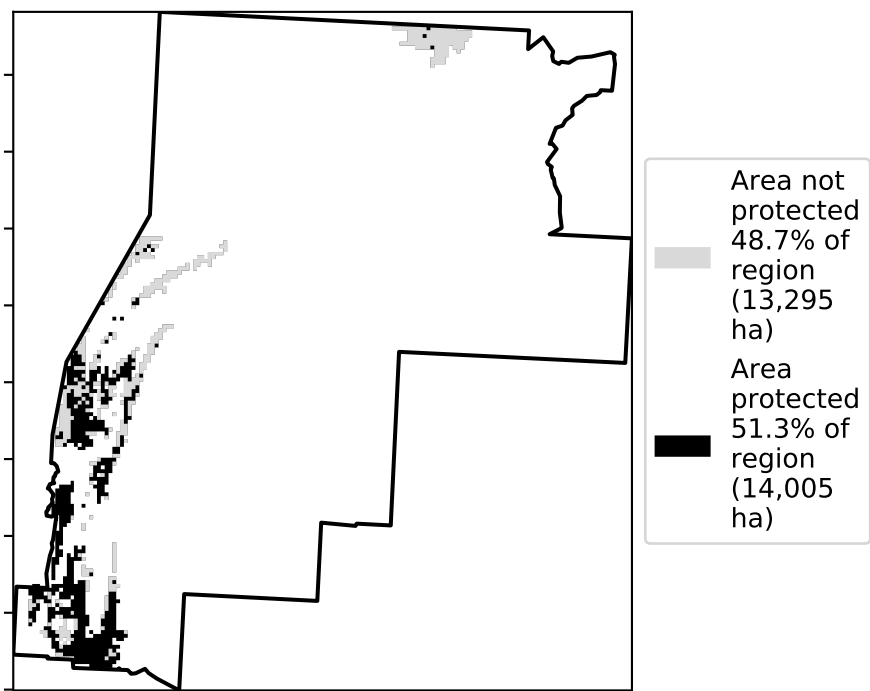 Area not
protected
48.7% of
region
(13,295
ha)
Area
protected
51.3% of
region
(14,005
ha)